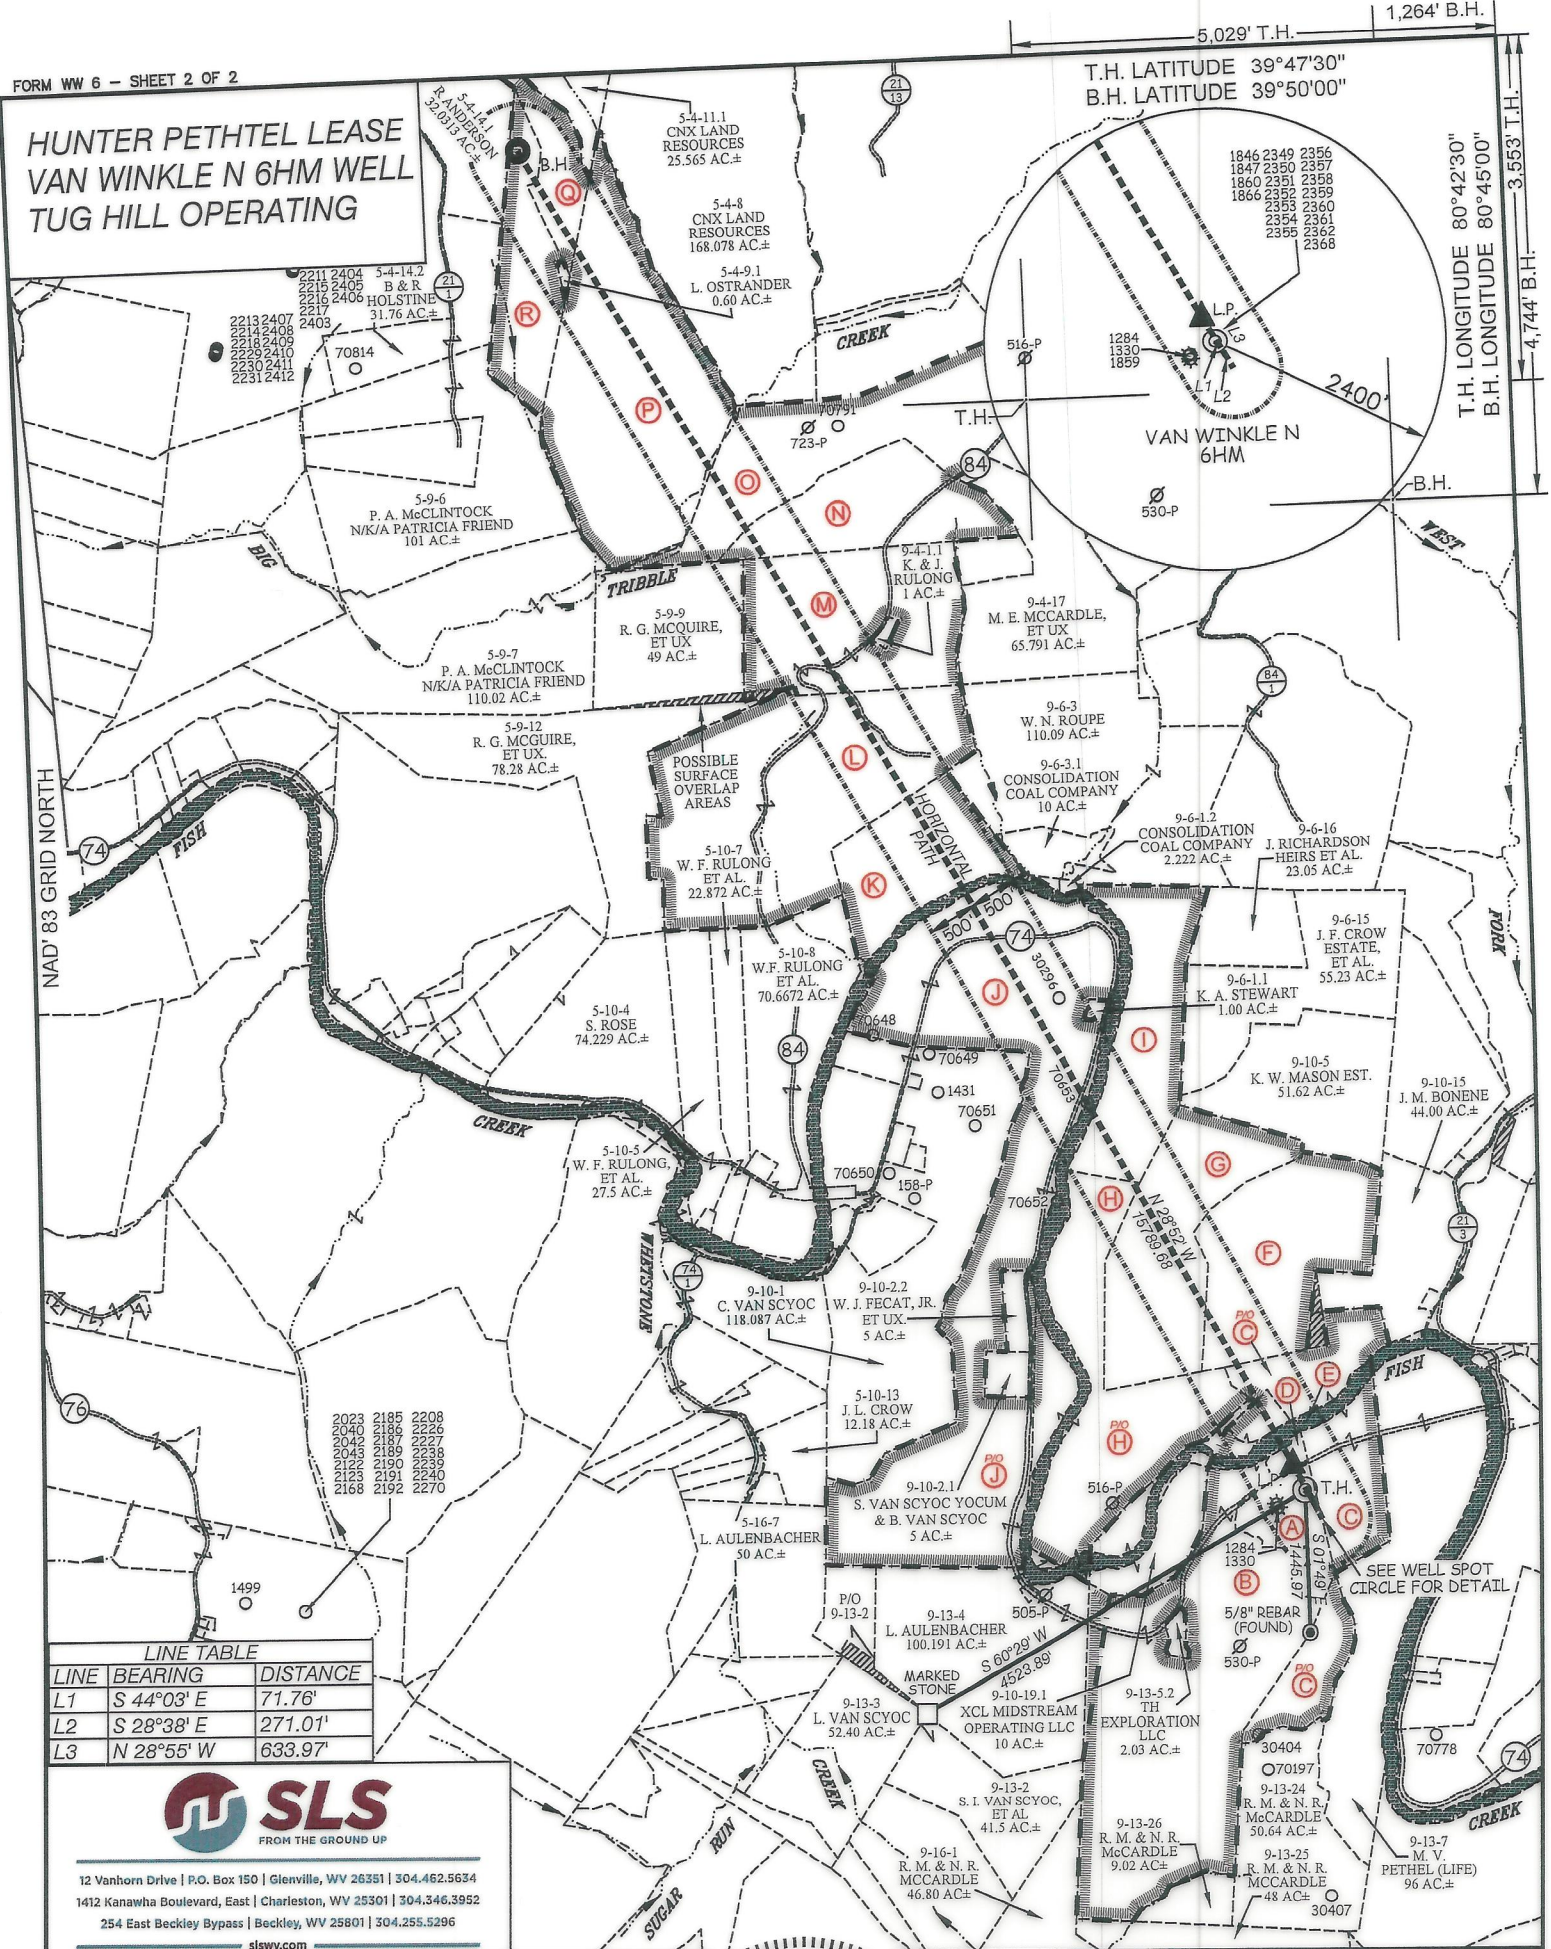 FORM WW 6 - SHEET 2 OF 2
1,264' B.H.
5,029' T.H.
T.H. LATITUDE 39°47'30"
B.H. LATITUDE 39°50'00"
T.H. LONGITUDE 80°42'30"
B.H. LONGITUDE 80°45'00"
3,553' T.H.
4,744' B.H.
HUNTER PETHTEL LEASE
VAN WINKLE N 6HM WELL
TUG HILL OPERATING
5-4-14.1
R. ANDERSON
32.0313 AC.±
B.H.
Q
5-4-11.1
CNX LAND
RESOURCES
25.565 AC.±
21
13
5-4-8
CNX LAND
RESOURCES
168.078 AC.±
5-4-9.1
L. OSTRANDER
0.60 AC.±
1846 2349 2356
1847 2350 2357
1860 2351 2358
1866 2352 2359
2353 2360
2354 2361
2355 2362
2368
L.P.
L3
1284
1330
1859
L1
L2
2400'
VAN WINKLE N
6HM
516-P
T.H.
530-P
B.H.
2211 2404
2215 2405
2216 2406
2217
2403
5-4-14.2
B & R
HOLSTINE
31.76 AC.±
21
1
2213 2407
2214 2408
2218 2409
2229 2410
2230 2411
2231 2412
70814
R
P
CREEK
70791
723-P
84
O
N
5-9-6
P. A. McCLINTOCK
N/K/A PATRICIA FRIEND
101 AC.±
BIG
TRIBBLE
WEST
9-4-1.1
K. & J.
RULONG
1 AC.±
M
5-9-9
R. G. MCQUIRE,
ET UX
49 AC.±
9-4-17
M. E. MCCARDLE,
ET UX
65.791 AC.±
5-9-7
P. A. McCLINTOCK
N/K/A PATRICIA FRIEND
110.02 AC.±
84
1
9-6-3
W. N. ROUPE
110.09 AC.±
5-9-12
R. G. MCGUIRE,
ET UX.
78.28 AC.±
L
POSSIBLE
SURFACE
OVERLAP
AREAS
9-6-3.1
CONSOLIDATION
COAL COMPANY
10 AC.±
HORIZONTAL
PATH
9-6-1.2
CONSOLIDATION
COAL COMPANY
2.222 AC.±
9-6-16
J. RICHARDSON
HEIRS ET AL.
23.05 AC.±
NAD' 83 GRID NORTH
74
FISH
5-10-7
W. F. RULONG
ET AL.
22.872 AC.±
K
500'
500'
74
30296
FORK
9-6-15
J. F. CROW
ESTATE,
ET AL.
55.23 AC.±
5-10-8
W.F. RULONG
ET AL.
70.6672 AC.±
J
9-6-1.1
K. A. STEWART
1.00 AC.±
5-10-4
S. ROSE
74.229 AC.±
70648
84
70649
I
1431
70651
70653
9-10-5
K. W. MASON EST.
51.62 AC.±
9-10-15
J. M. BONENE
44.00 AC.±
CREEK
5-10-5
W. F. RULONG,
ET AL.
27.5 AC.±
70650
158-P
70652
H
G
N 28°52' W
15789.68
F
21
3
WHETSTONE
74
1
9-10-1
C. VAN SCYOC
118.087 AC.±
9-10-2.2
W. J. FECAT, JR.
ET UX.
5 AC.±
P/O
C
FISH
E
D
76
5-10-13
J. L. CROW
12.18 AC.±
2023 2185 2208
2040 2186 2226
2042 2187 2227
2043 2189 2238
2122 2190 2239
2123 2191 2240
2168 2192 2270
P/O
H
P/O
J
9-10-2.1
S. VAN SCYOC YOCUM
& B. VAN SCYOC
5 AC.±
516-P
T.H.
A
C
5-16-7
L. AULENBACHER
50 AC.±
1284
1330
1445.97
S 01°49' E
SEE WELL SPOT
CIRCLE FOR DETAIL
B
1499
P/O
9-13-2
9-13-4
L. AULENBACHER
100.191 AC.±
505-P
5/8" REBAR
(FOUND)
530-P
S 60°29' W
4523.89'
MARKED
STONE
P/O
C
LINE TABLE
LINE BEARING DISTANCE
L1 S 44°03' E 71.76'
L2 S 28°38' E 271.01'
L3 N 28°55' W 633.97'
9-13-3
L. VAN SCYOC
52.40 AC.±
9-10-19.1
XCL MIDSTREAM
OPERATING LLC
10 AC.±
9-13-5.2
TH
EXPLORATION
LLC
2.03 AC.±
30404
70197
70778
74
CREEK
9-13-2
S. I. VAN SCYOC,
ET AL
41.5 AC.±
9-13-24
R. M. & N. R.
McCARDLE
50.64 AC.±
CREEK
9-13-26
R. M. & N. R.
McCARDLE
9.02 AC±
9-13-7
M. V.
PETHEL (LIFE)
96 AC.±
9-16-1
R. M. & N. R.
MCCARDLE
46.80 AC±
9-13-25
R. M. & N. R.
MCCARDLE
48 AC±
30407
SUGAR
RUN
SLS
FROM THE GROUND UP
12 Vanhorn Drive | P.O. Box 150 | Glenville, WV 26351 | 304.462.5634
1412 Kanawha Boulevard, East | Charleston, WV 25301 | 304.346.3952
254 East Beckley Bypass | Beckley, WV 25801 | 304.255.5296
slswv.com